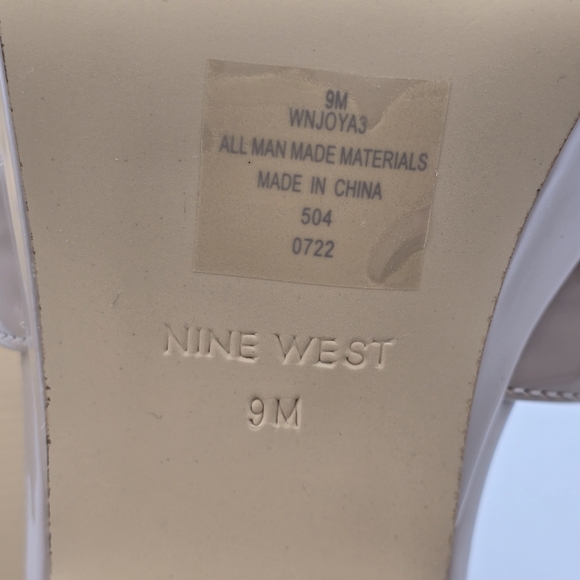 9M
WNJOYA3
ALL MAN MADE MATERIALS
MADE IN CHINA
504
0722
NINE WEST
9M